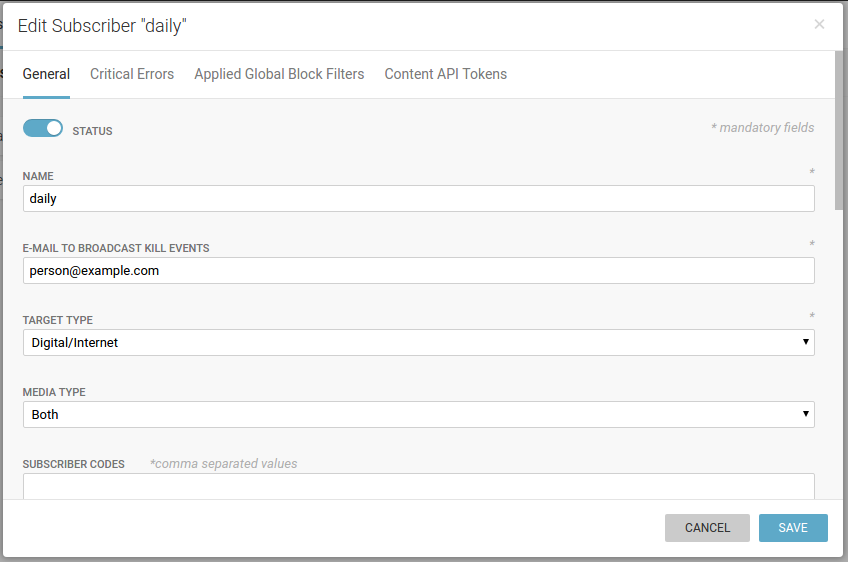 Edit Subscriber "daily"
×
General Critical Errors Applied Global Block Filters Content API Tokens
STATUS
* mandatory fields
NAME *
daily
E-MAIL TO BROADCAST KILL EVENTS *
person@example.com
TARGET TYPE *
Digital/Internet
MEDIA TYPE
Both
SUBSCRIBER CODES *comma separated values
CANCEL SAVE